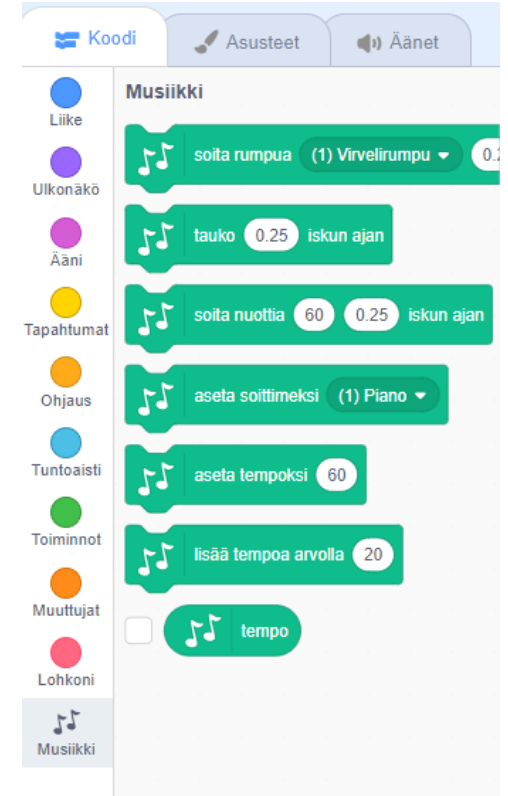 Koodi Asusteet Äänet
Liike
Ulkonäkö
Ääni
Tapahtumat
Ohjaus
Tuntoaisti
Toiminnot
Muuttujat
Lohkoni
Musiikki
Musiikki
soita rumpua (1) Virvelirumpu
tauko 0.25 iskun ajan
soita nuottia 60 0.25 iskun ajan
aseta soittimeksi (1) Piano
aseta tempoksi 60
lisää tempoa arvolla 20
tempo